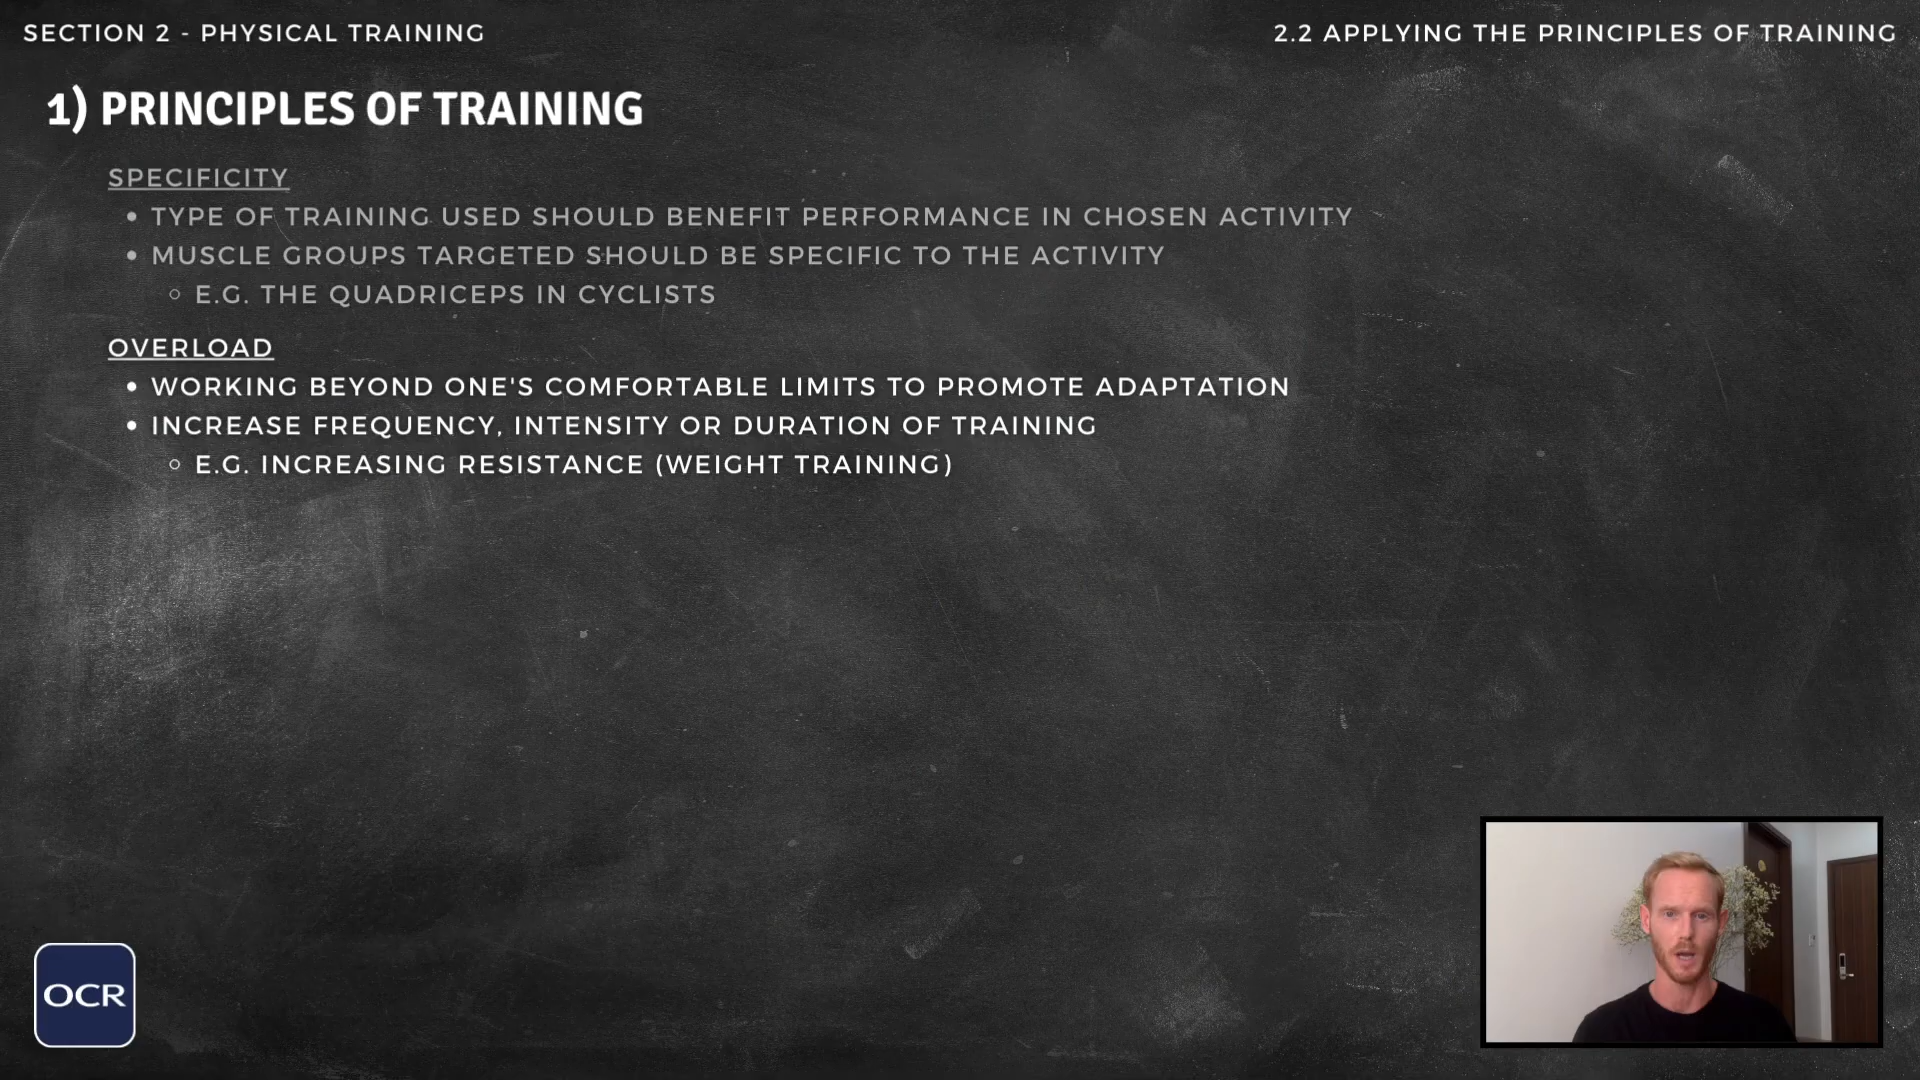 SECTION 2 - PHYSICAL TRAINING
2.2 APPLYING THE PRINCIPLES OF TRAINING
1) PRINCIPLES OF TRAINING
SPECIFICITY
• TYPE OF TRAINING USED SHOULD BENEFIT PERFORMANCE IN CHOSEN ACTIVITY
• MUSCLE GROUPS TARGETED SHOULD BE SPECIFIC TO THE ACTIVITY
○ E.G. THE QUADRICEPS IN CYCLISTS
OVERLOAD
• WORKING BEYOND ONE'S COMFORTABLE LIMITS TO PROMOTE ADAPTATION
• INCREASE FREQUENCY, INTENSITY OR DURATION OF TRAINING
○ E.G. INCREASING RESISTANCE (WEIGHT TRAINING)
OCR